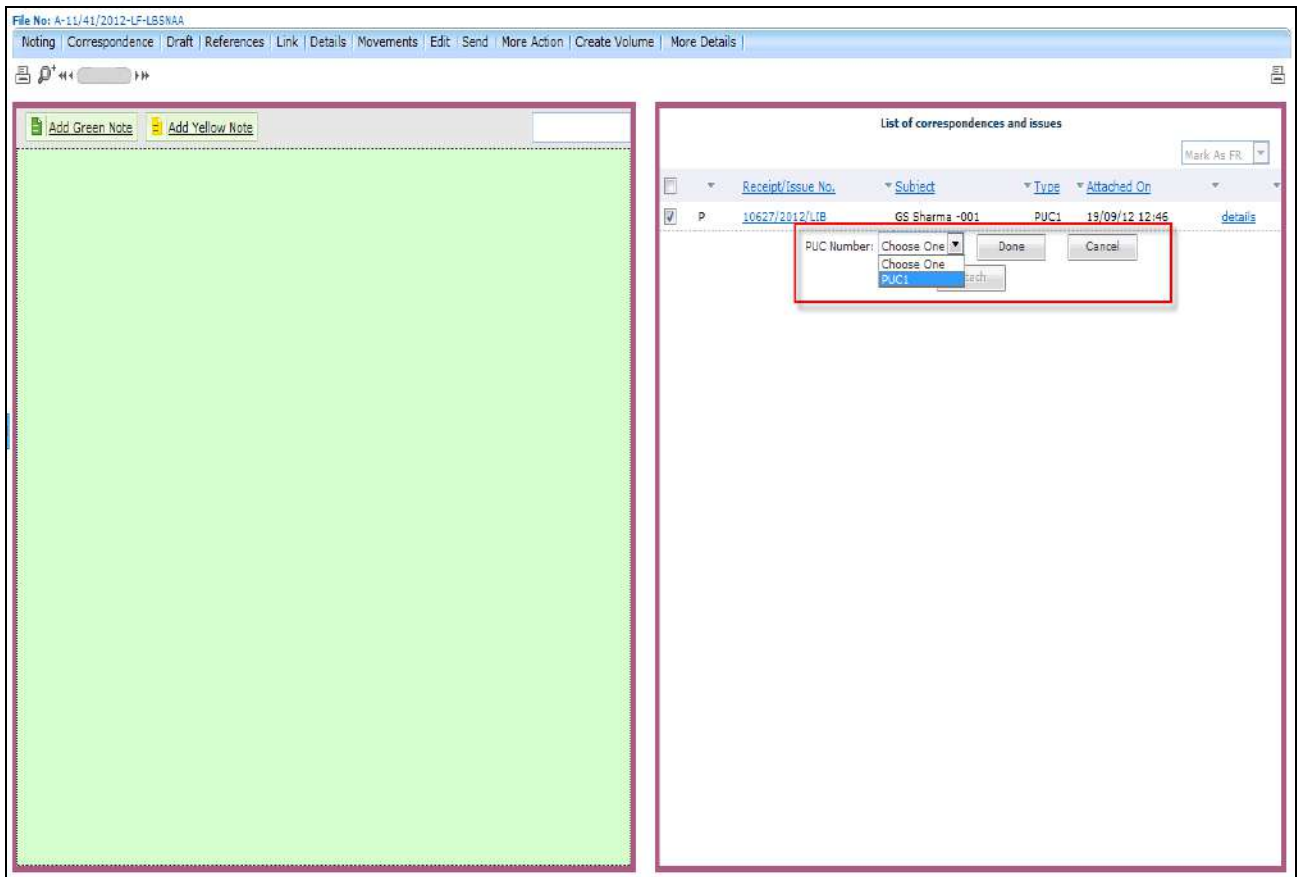 File No: A-11/41/2012-LF-LBSNAA
Noting | Correspondence | Draft | References | Link | Details | Movements | Edit | Send | More Action | Create Volume | More Details |
Add Green Note Add Yellow Note
List of correspondences and issues
Mark As FR
Receipt/Issue No. Subject Type Attached On
P 10627/2012/LIB GS Sharma -001 PUC1 19/09/12 12:46 details
PUC Number: Choose One Done Cancel
Choose One
PUC1